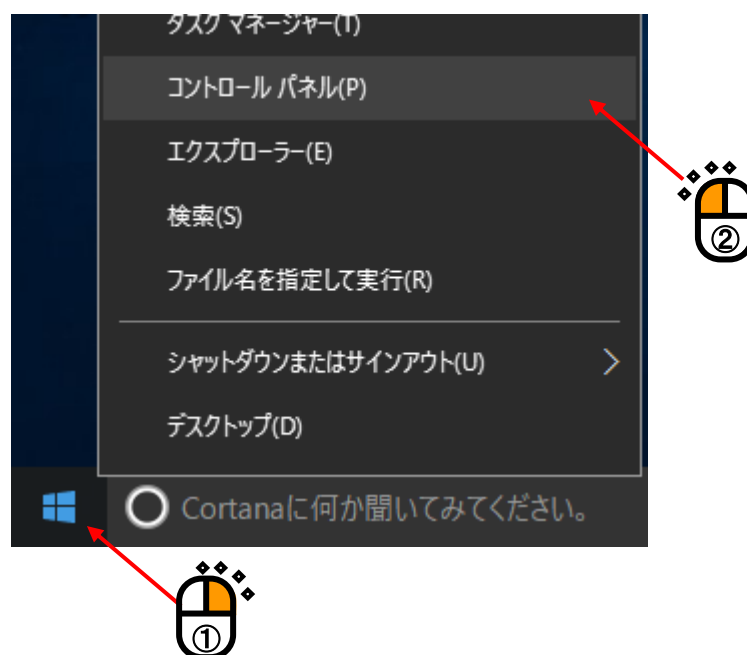 タスク マネージャー(T)
コントロール パネル(P)
エクスプローラー(E)
検索(S)
ファイル名を指定して実行(R)
シャットダウンまたはサインアウト(U)
デスクトップ(D)
Cortanaに何か聞いてみてください。
②
①